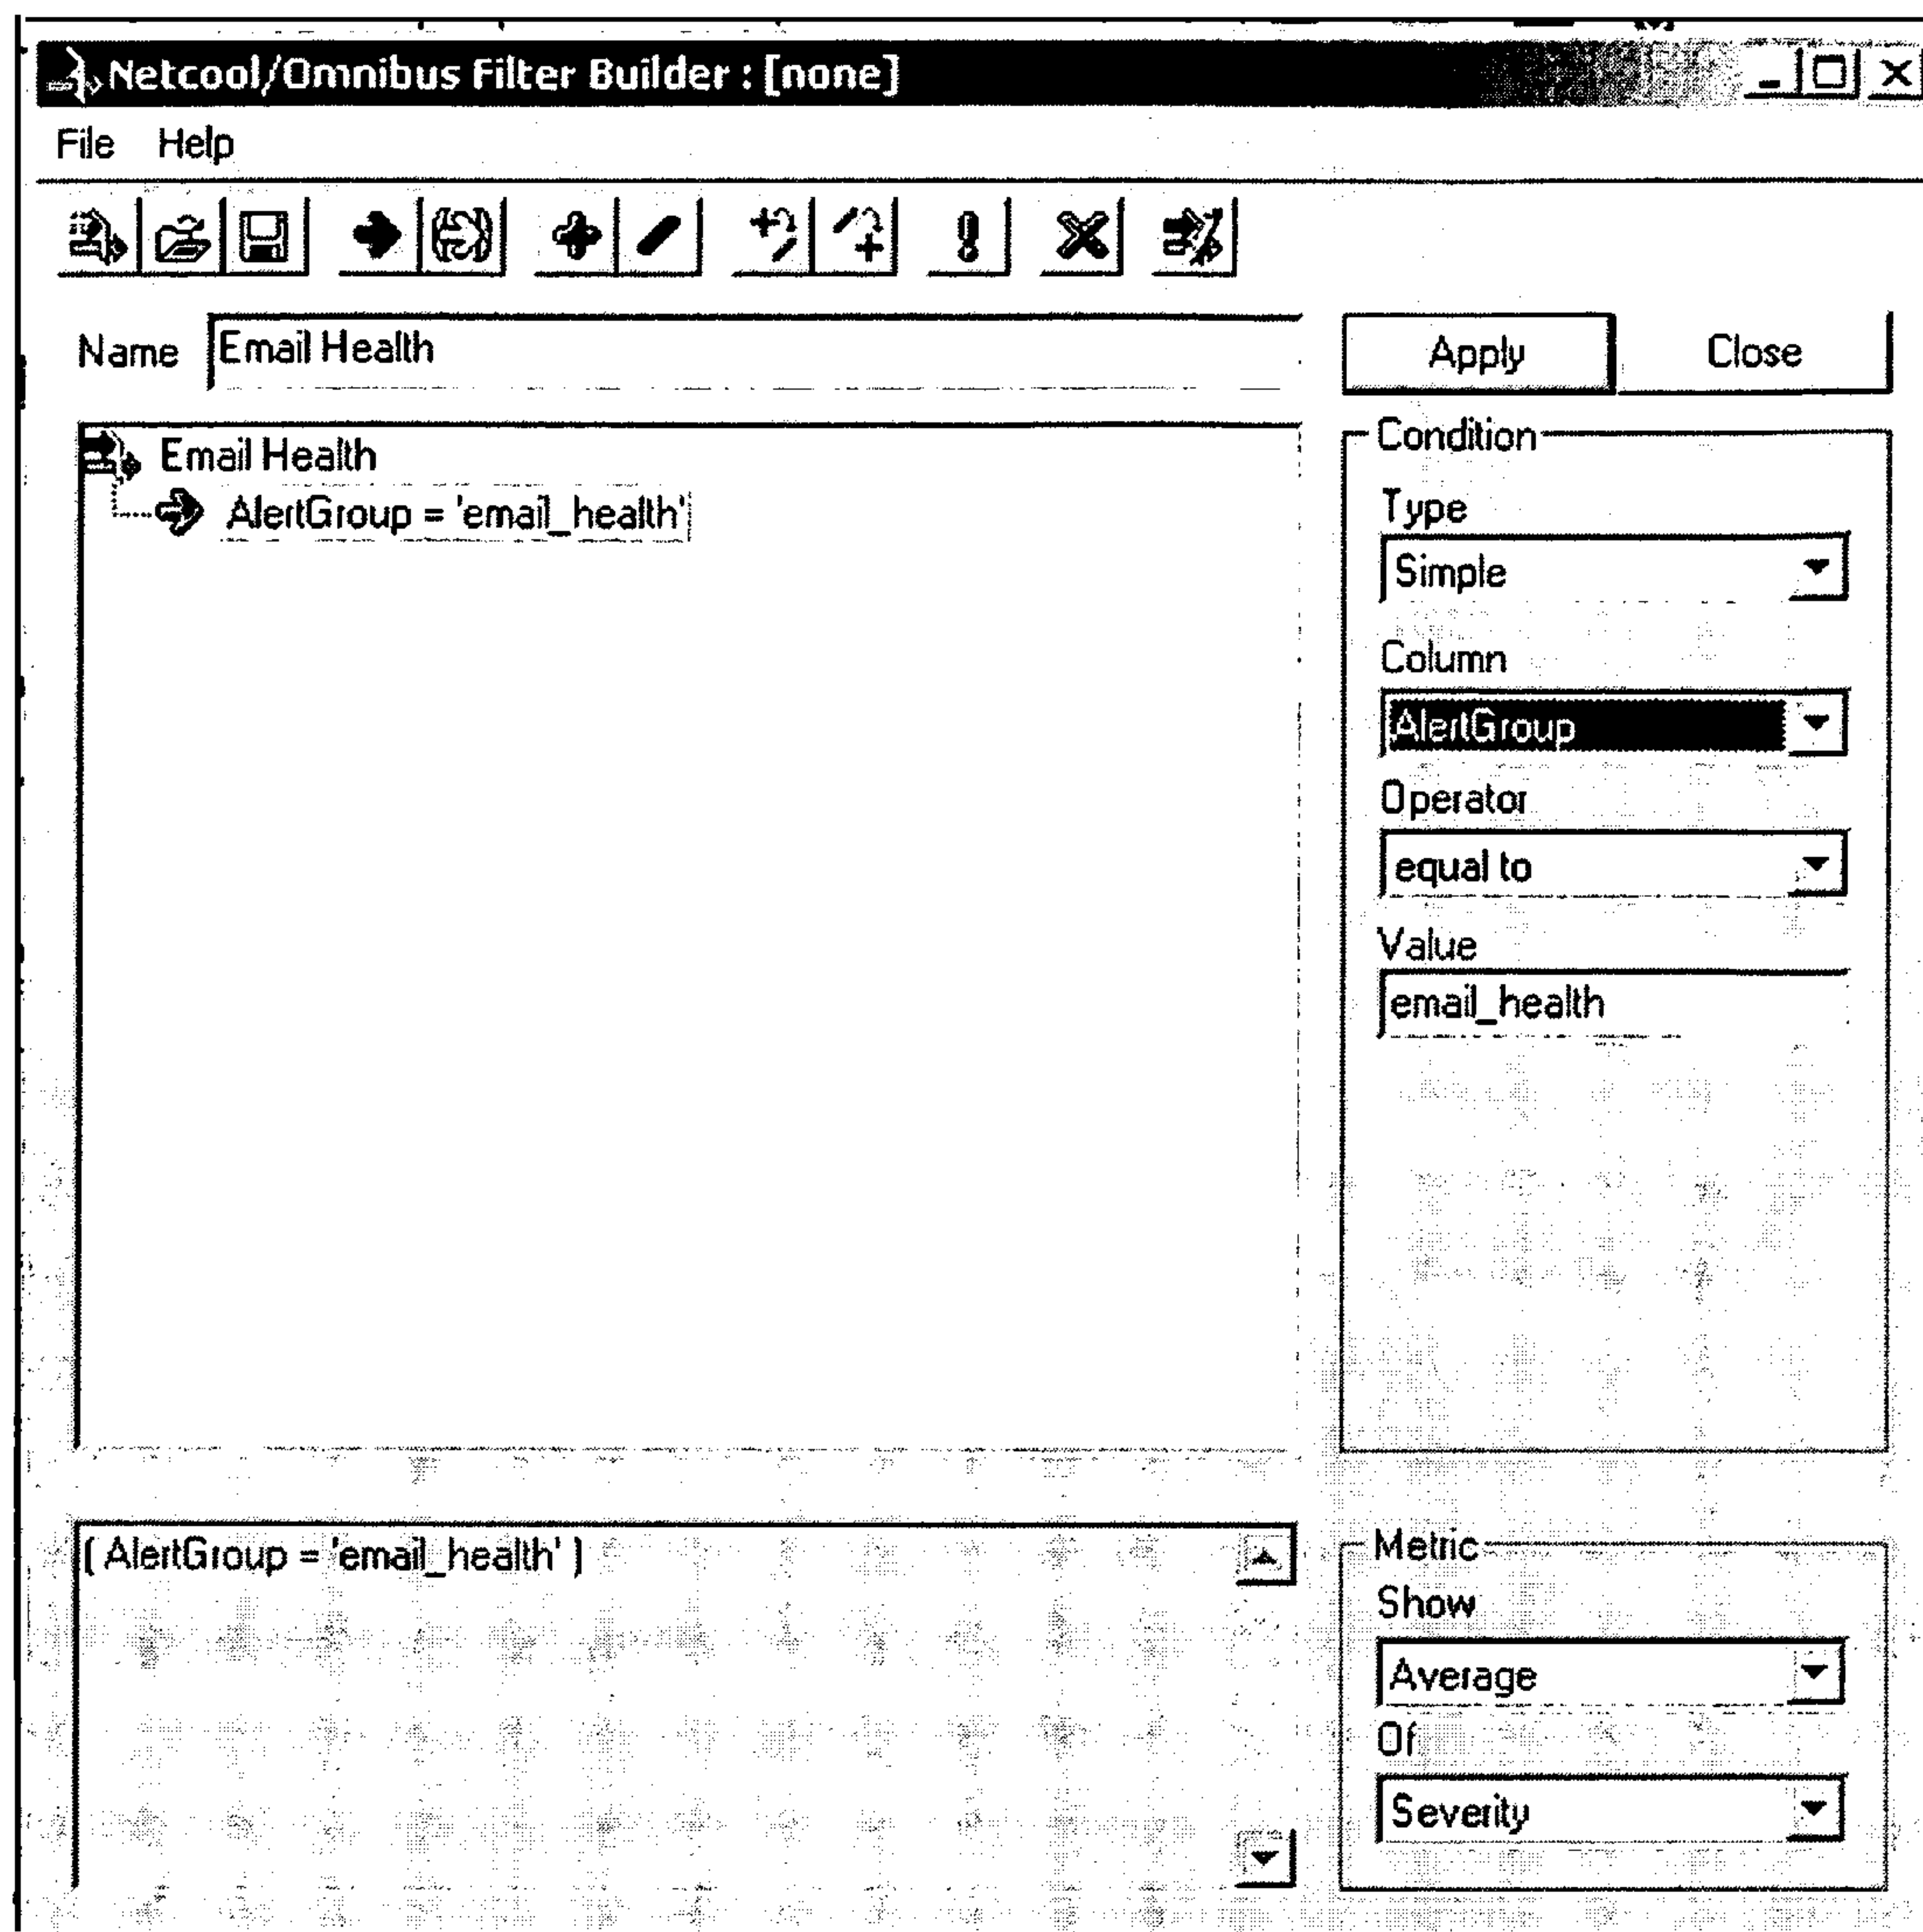 Netcool/Omnibus Filter Builder : [none]
File Help
Name Email Health
Apply Close
Email Health
AlertGroup = 'email_health'
Condition
Type
Simple
Column
AlertGroup
Operator
equal to
Value
email_health
( AlertGroup = 'email_health' )
Metric
Show
Average
Of
Severity